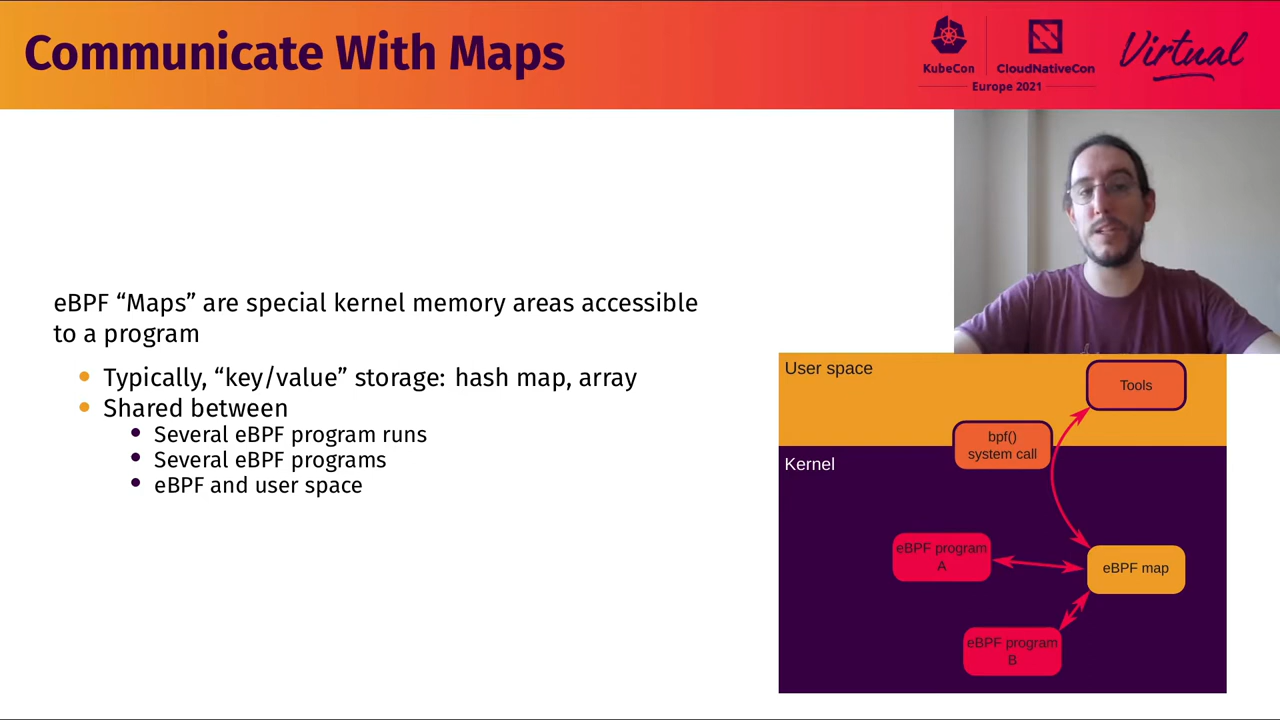 Communicate With Maps
KubeCon
CloudNativeCon
Europe 2021
Virtual
eBPF “Maps” are special kernel memory areas accessible
to a program
Typically, “key/value” storage: hash map, array
Shared between
Several eBPF program runs
Several eBPF programs
eBPF and user space
User space
Tools
bpf()
system call
Kernel
eBPF program
A
eBPF map
eBPF program
B